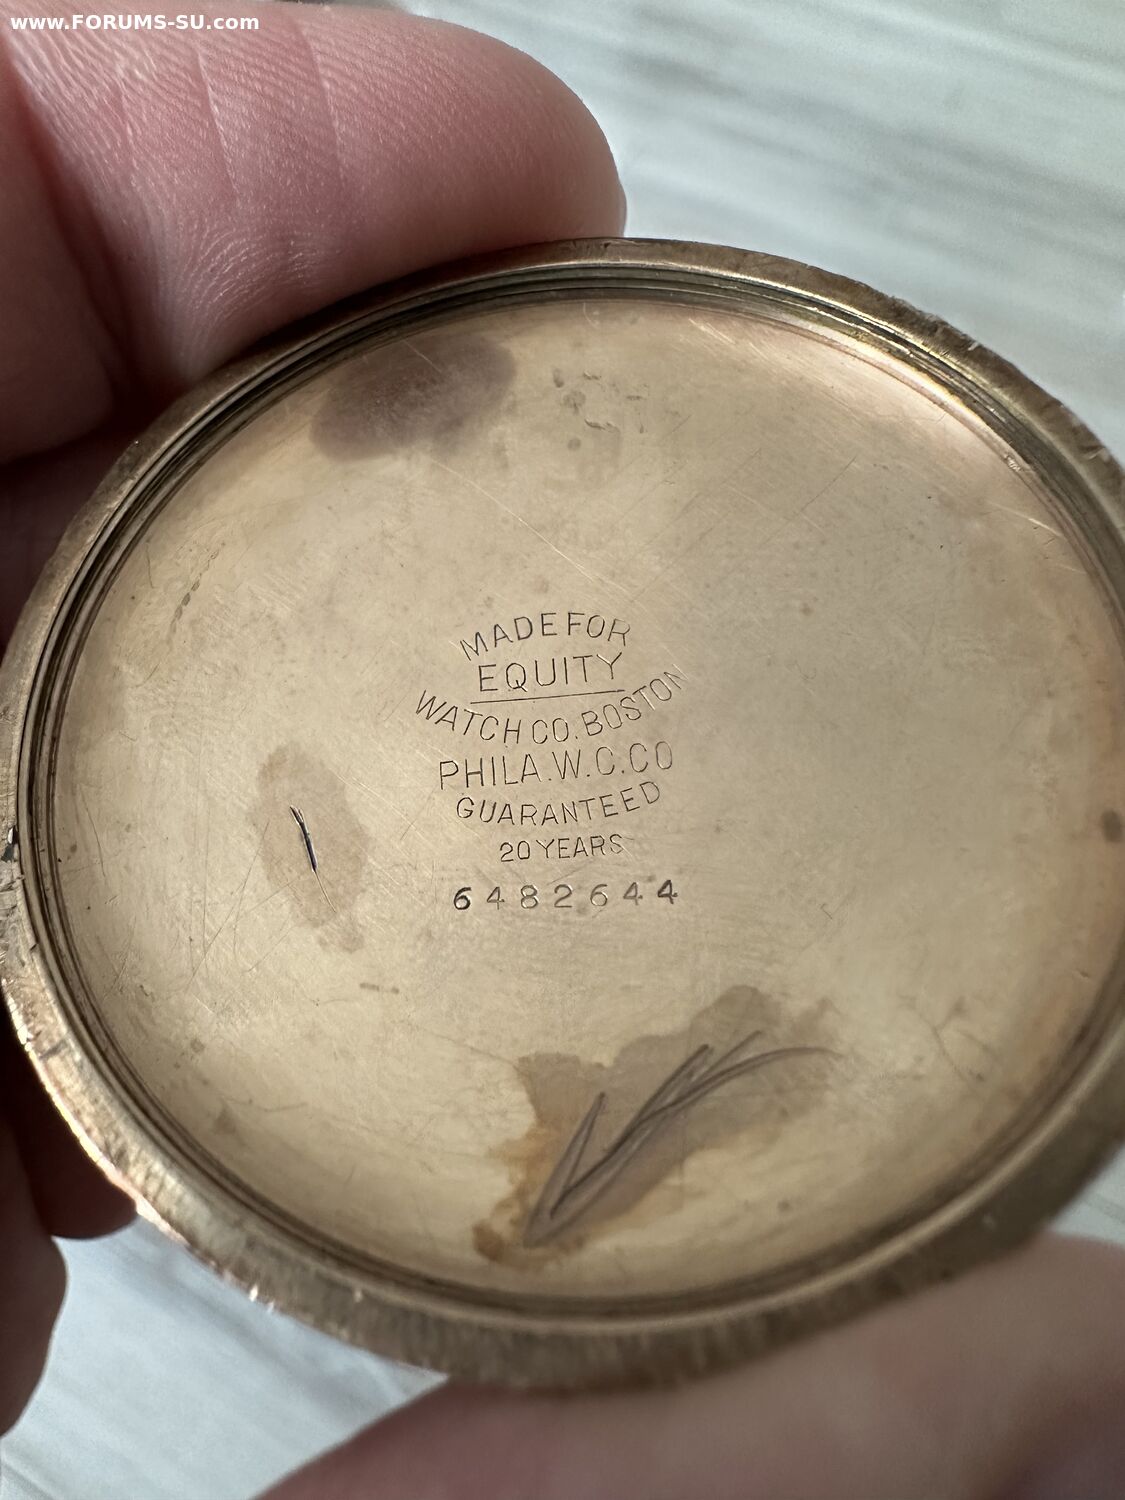 www.FORUMS-SU.com
MADE FOR
EQUITY
WATCH CO. BOSTON
PHILA.W.C.CO
GUARANTEED
20 YEARS
6482644